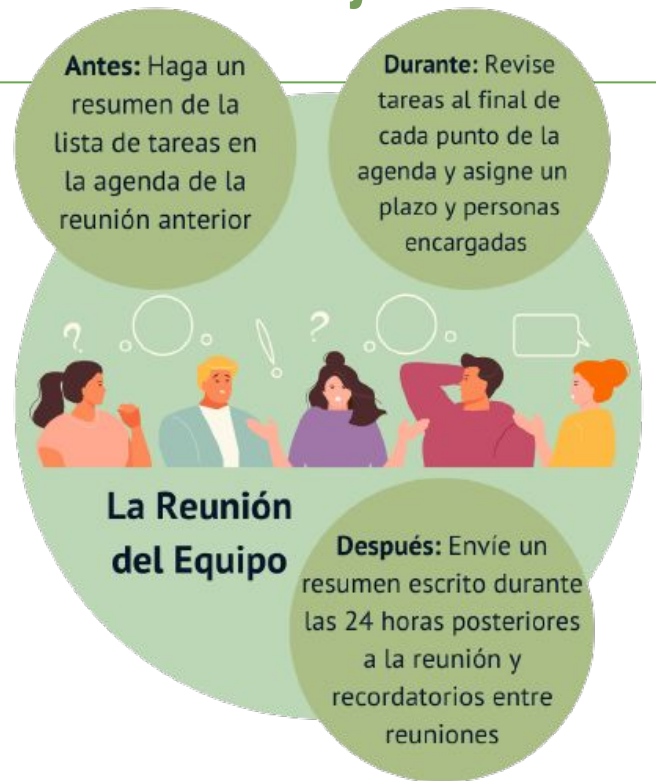 Antes: Haga un
resumen de la
lista de tareas en
la agenda de la
reunión anterior
Durante: Revise
tareas al final de
cada punto de la
agenda y asigne un
plazo y personas
encargadas
? ! ?
La Reunión
del Equipo
Después: Envíe un
resumen escrito durante
las 24 horas posteriores
a la reunión y
recordatorios entre
reuniones